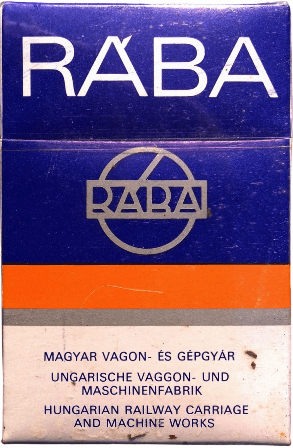 RÁBA
RÁBA
MAGYAR VAGON- ÉS GÉPGYÁR
UNGARISCHE VAGGON- UND
MASCHINENFABRIK
HUNGARIAN RAILWAY CARRIAGE
AND MACHINE WORKS